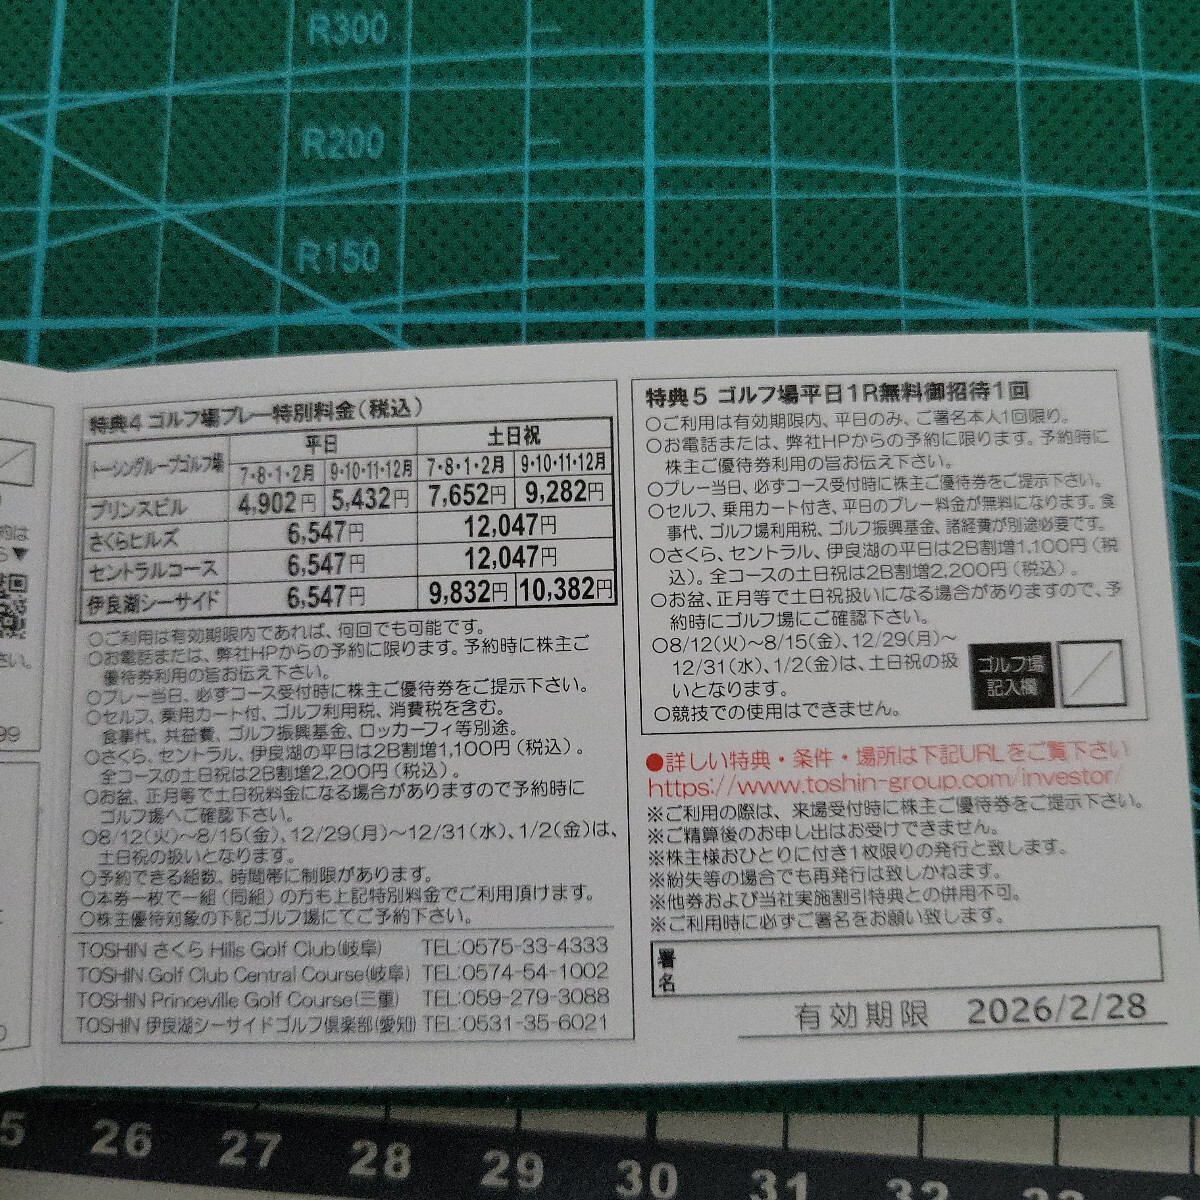 R300
R200
R150
特典4 ゴルフ場プレー特別料金(税込)
トーシングループゴルフ場 平日 土日祝
7・8・1・2月 9・10・11・12月 7・8・1・2月 9・10・11・12月
プリンスビル 4,902円 5,432円 7,652円 9,282円
さくらヒルズ 6,547円 12,047円
セントラルコース 6,547円 12,047円
伊良湖シーサイド 6,547円 9,832円 10,382円
○ご利用は有効期限内であれば、何回でも可能です。
○お電話または、弊社HPからの予約に限ります。予約時に株主ご
優待券利用の旨お伝え下さい。
○プレー当日、必ずコース受付時に株主ご優待券をご提示下さい。
○セルフ、乗用カート付、ゴルフ利用税、消費税を含む。
食事代、共益費、ゴルフ振興基金、ロッカーフィ等別途。
○さくら、セントラル、伊良湖の平日は2B割増1,100円(税込)。
全コースの土日祝は2B割増2,200円(税込)。
○お盆、正月等で土日祝料金になる場合がありますので予約時に
ゴルフ場へご確認下さい。
○8/12(火)~8/15(金)、12/29(月)~12/31(水)、1/2(金)は、
土日祝の扱いとなります。
○予約できる組数、時間帯に制限があります。
○本券一枚で一組(同組)の方も上記特別料金でご利用頂けます。
○株主優待対象の下記ゴルフ場にてご予約下さい。
TOSHIN さくら Hills Golf Club(岐阜) TEL:0575-33-4333
TOSHIN Golf Club Central Course(岐阜) TEL:0574-54-1002
TOSHIN Princeville Golf Course(三重) TEL:059-279-3088
TOSHIN 伊良湖シーサイドゴルフ倶楽部(愛知) TEL:0531-35-6021
特典5 ゴルフ場平日1R無料御招待1回
○ご利用は有効期限内、平日のみ、ご署名本人1回限り。
○お電話または、弊社HPからの予約に限ります。予約時に
株主ご優待券利用の旨お伝え下さい。
○プレー当日、必ずコース受付時に株主ご優待券をご提示下さい。
○セルフ、乗用カート付き、平日のプレー料金が無料になります。食
事代、ゴルフ場利用税、ゴルフ振興基金、諸経費が別途必要です。
○さくら、セントラル、伊良湖の平日は2B割増1,100円(税
込)。全コースの土日祝は2B割増2,200円(税込)。
○お盆、正月等で土日祝扱いになる場合がありますので、予
約時にゴルフ場にご確認下さい。
○8/12(火)~8/15(金)、12/29(月)~
12/31(水)、1/2(金)は、土日祝の扱
いとなります。
○競技での使用はできません。
ゴルフ場
記入欄
●詳しい特典・条件・場所は下記URLをご覧下さい
https://www.toshin-group.com/investor/
※ご利用の際は、来場受付時に株主ご優待券をご提示下さい。
※ご精算後のお申し出はお受けできません。
※株主様おひとりに付き1枚限りの発行と致します。
※紛失等の場合でも再発行は致しかねます。
※他券および当社実施割引特典との併用不可。
※ご利用時に必ずご署名をお願い致します。
署名
有効期限 2026/2/28
約は
ら▼
さい。
99
5 26 27 28 29 30 31 32 33